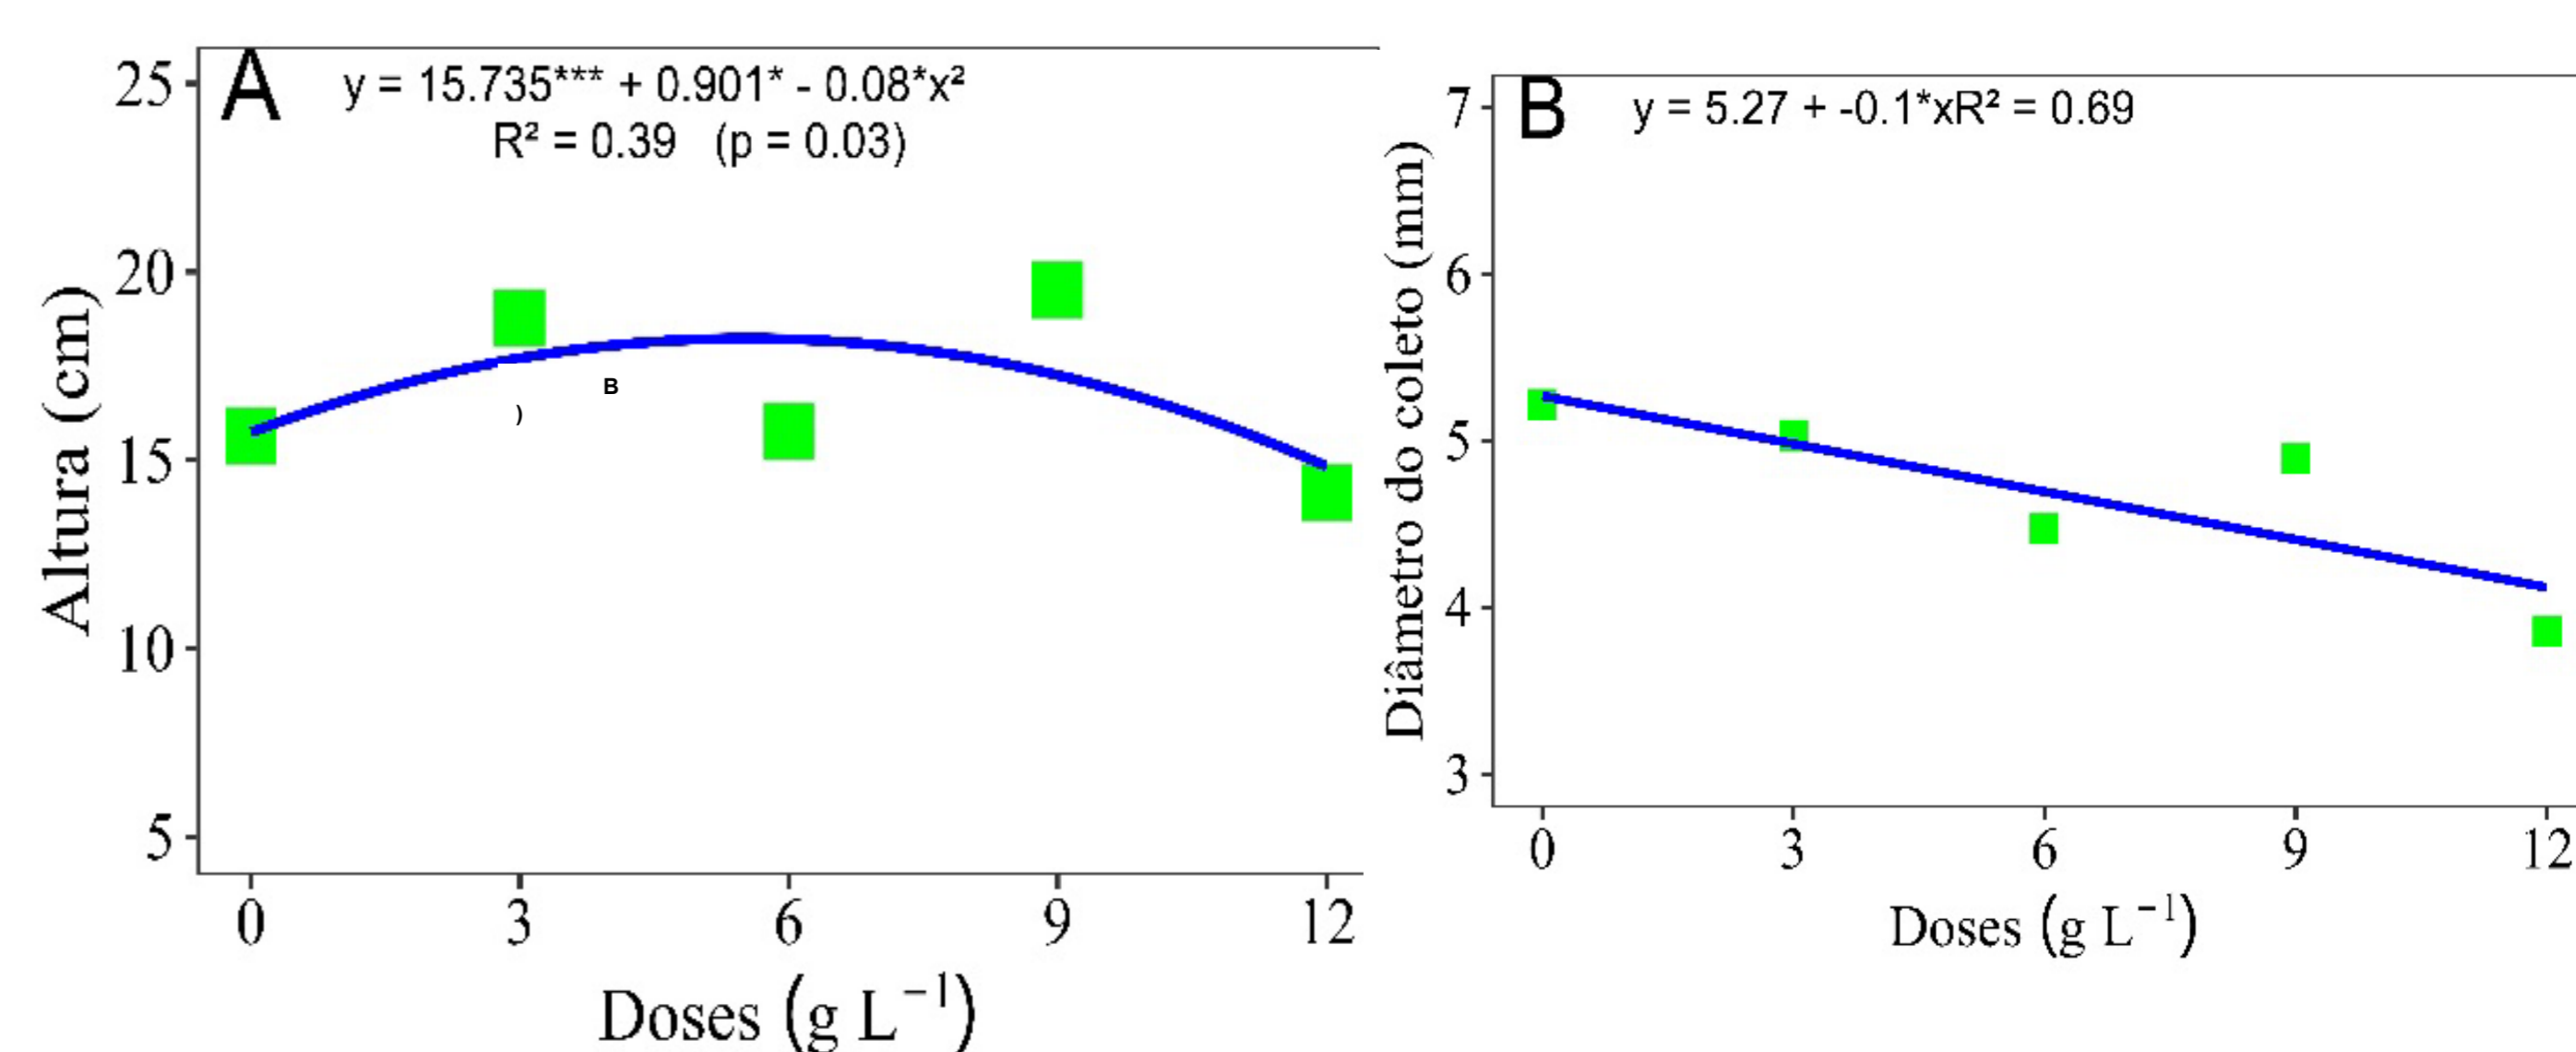 A
y = 15.735*** + 0.901* - 0.08*x²
R² = 0.39 (p = 0.03)
25
20
15
10
5
Altura (cm)
B
)
0 3 6 9 12
Doses (g L⁻¹)
B
y = 5.27 + -0.1*xR² = 0.69
7
6
5
4
3
Diâmetro do coleto (mm)
0 3 6 9 12
Doses (g L⁻¹)